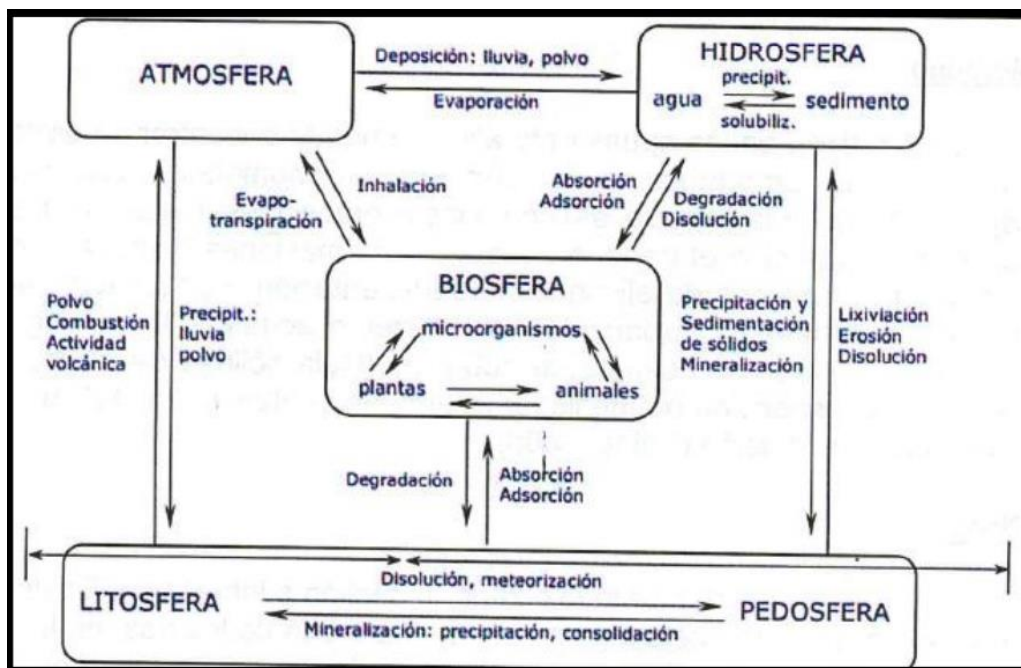 ATMOSFERA
Deposición: lluvia, polvo
Evaporación
HIDROSFERA
precipit.
agua
sedimento
solubiliz.
Evapo-
transpiración
Inhalación
Absorción
Adsorción
Degradación
Disolución
BIOSFERA
microorganismos
plantas
animales
Polvo
Combustión
Actividad
volcánica
Precipit.:
lluvia
polvo
Precipitación y
Sedimentación
de sólidos
Mineralización
Lixiviación
Erosión
Disolución
Degradación
Absorción
Adsorción
Disolución, meteorización
LITOSFERA
PEDOSFERA
Mineralización: precipitación, consolidación